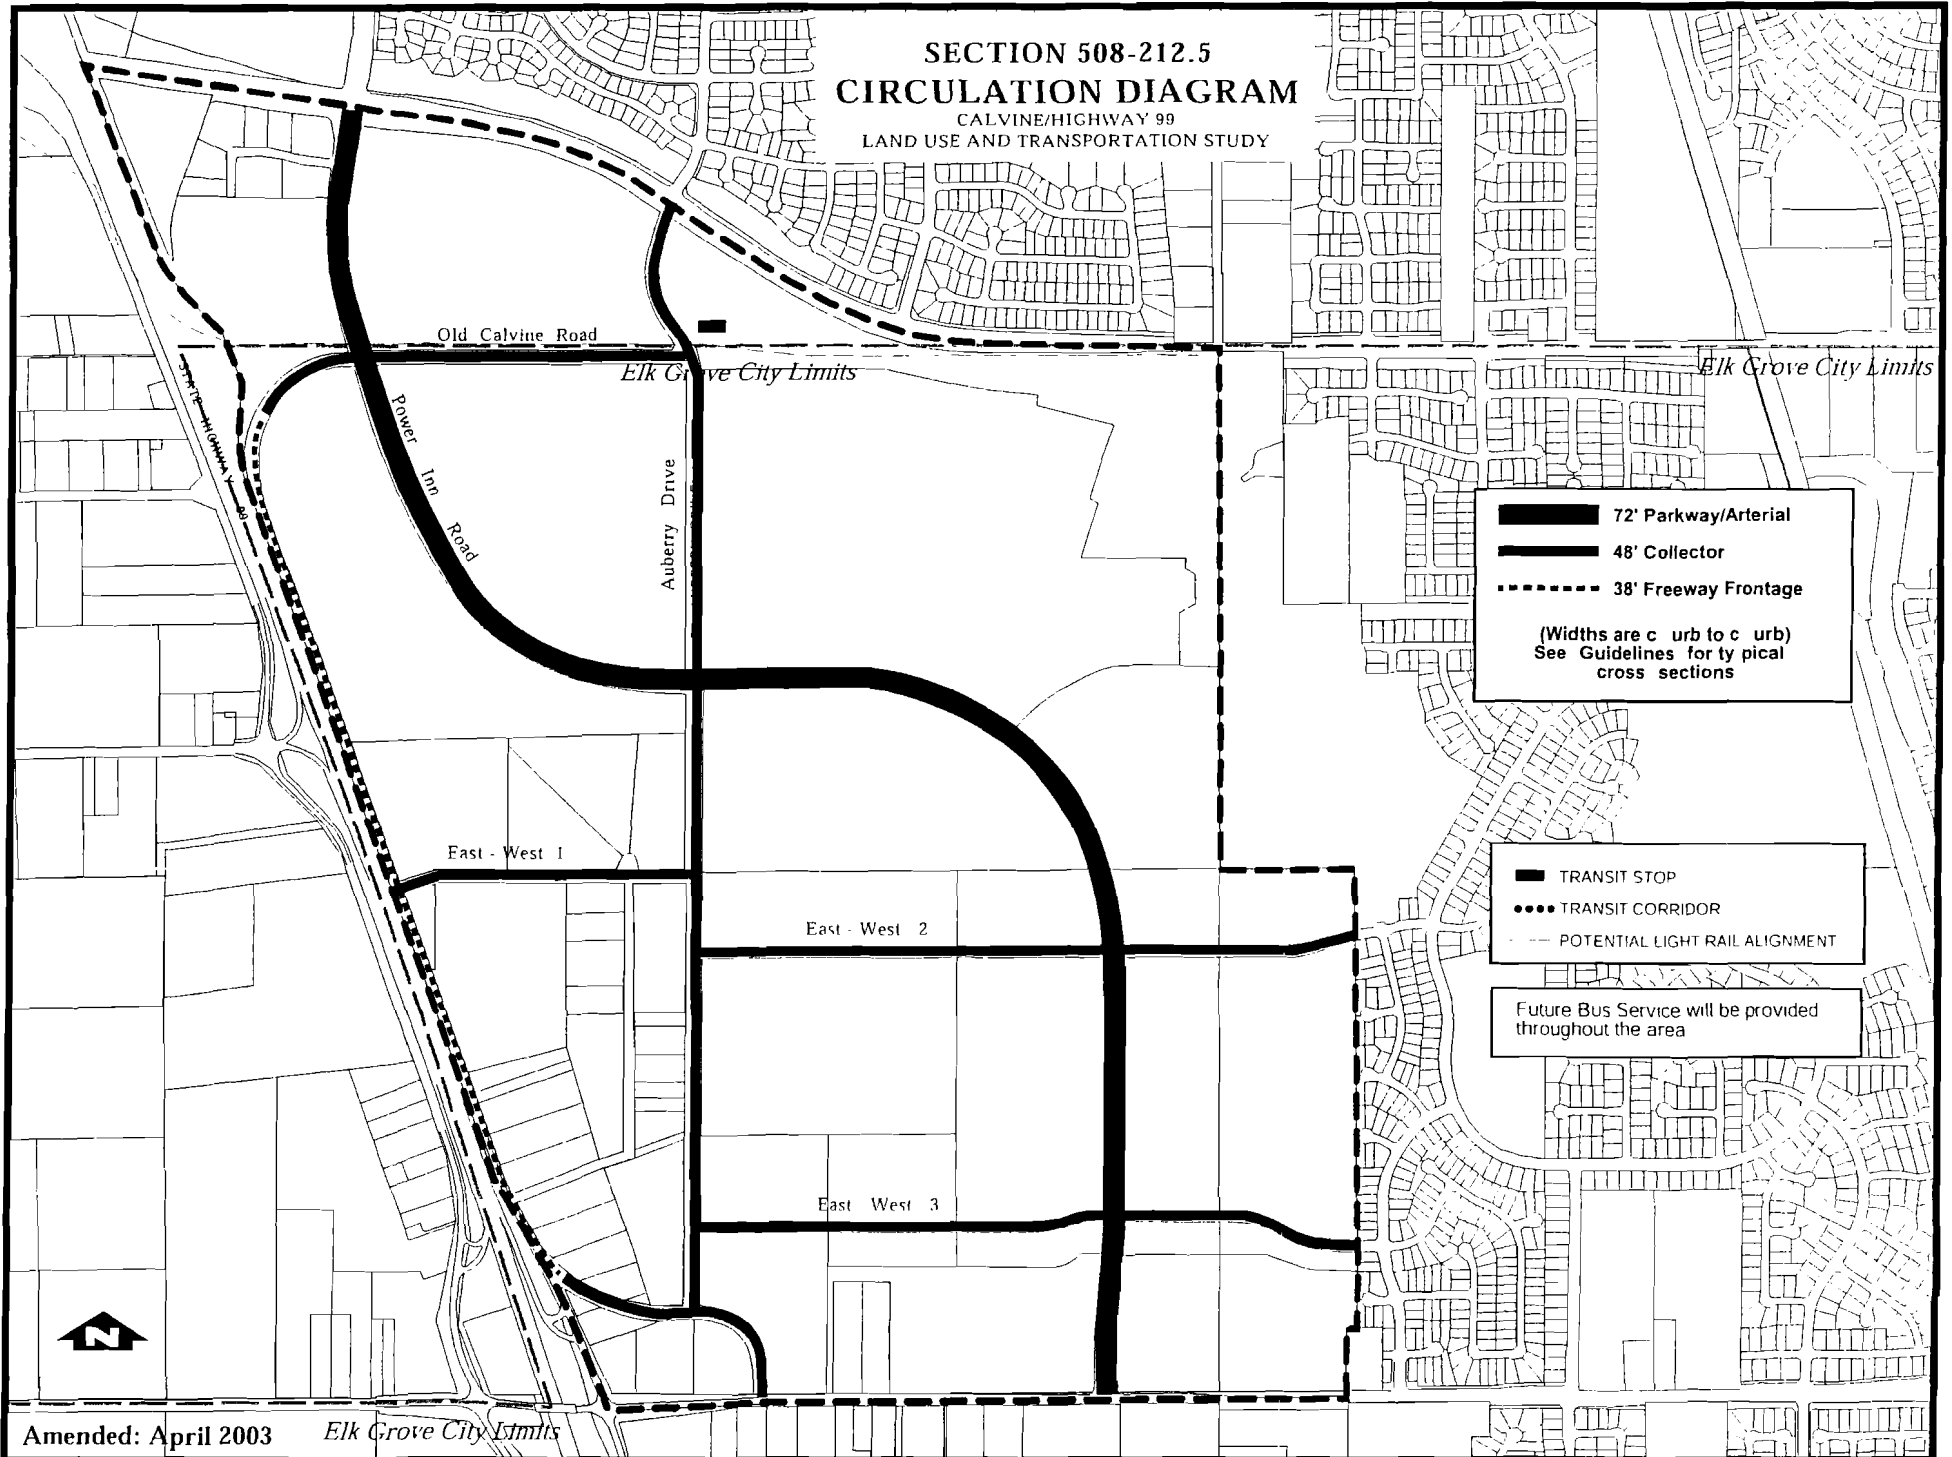 SECTION 508-212.5
CIRCULATION DIAGRAM
CALVINE/HIGHWAY 99
LAND USE AND TRANSPORTATION STUDY
Old Calvine Road
Elk Grove City Limits
Elk Grove City Limits
STATE HIGHWAY 99
Power Inn Road
Auberry Drive
72' Parkway/Arterial
48' Collector
38' Freeway Frontage
(Widths are c urb to c urb)
See Guidelines for ty pical
cross sections
East - West 1
East - West 2
TRANSIT STOP
TRANSIT CORRIDOR
POTENTIAL LIGHT RAIL ALIGNMENT
Future Bus Service will be provided
throughout the area
East West 3
N
Amended: April 2003
Elk Grove City Limits